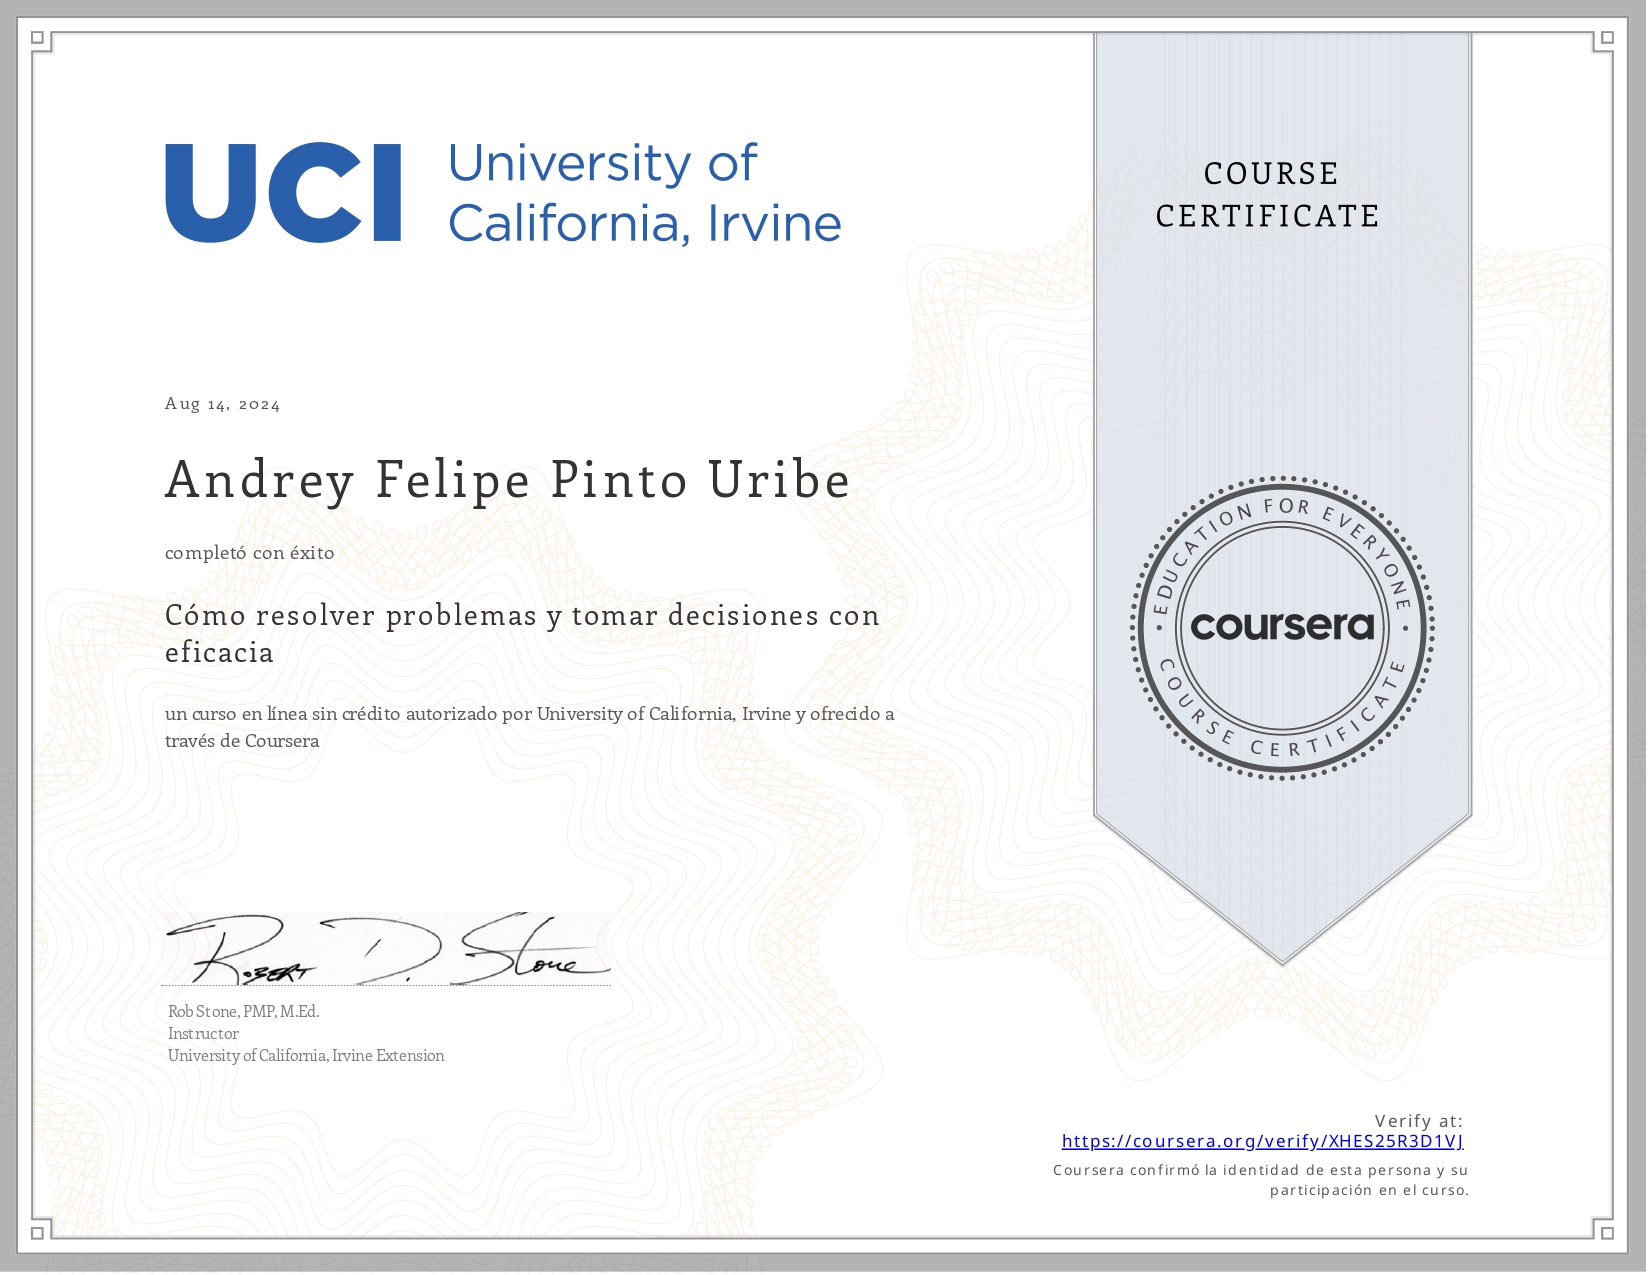 UCI University of
California, Irvine
COURSE
CERTIFICATE
Aug 14, 2024
Andrey Felipe Pinto Uribe
completó con éxito
Cómo resolver problemas y tomar decisiones con
eficacia
un curso en línea sin crédito autorizado por University of California, Irvine y ofrecido a
través de Coursera
EDUCATION FOR EVERYONE
coursera
COURSE CERTIFICATE
Robert D. Stone
Rob Stone, PMP, M.Ed.
Instructor
University of California, Irvine Extension
Verify at:
https://coursera.org/verify/XHES25R3D1VJ
Coursera confirmó la identidad de esta persona y su
participación en el curso.